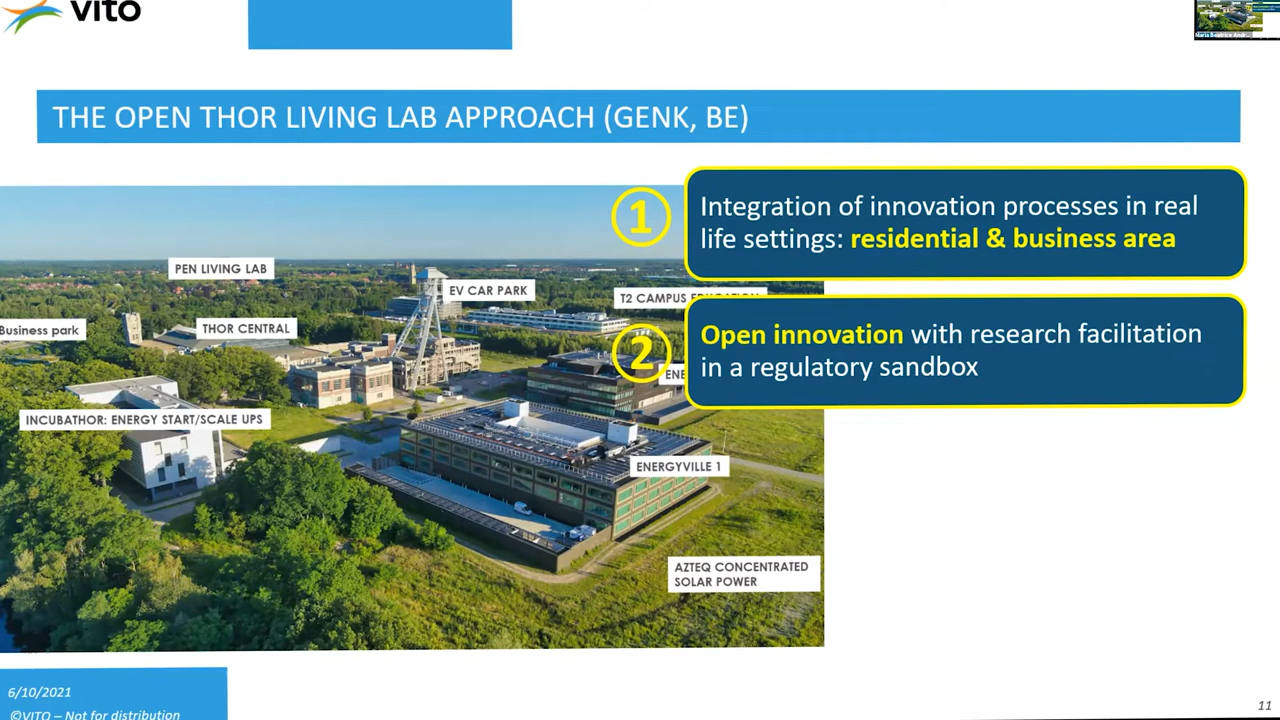 vito
THE OPEN THOR LIVING LAB APPROACH (GENK, BE)
1
Integration of innovation processes in real
life settings: residential & business area
PEN LIVING LAB
EV CAR PARK
T2 CAMPUS EDUCATION
Business park
THOR CENTRAL
2
Open innovation with research facilitation
in a regulatory sandbox
ENE
INCUBATHOR: ENERGY START/SCALE UPS
ENERGYVILLE 1
AZTEQ CONCENTRATED
SOLAR POWER
6/10/2021
©VITO – Not for distribution
11